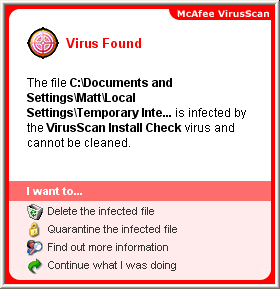 McAfee VirusScan
Virus Found
The file C:\Documents and
Settings\Matt\Local
Settings\Temporary Inte... is infected by
the VirusScan Install Check virus and
cannot be cleaned.
I want to...
Delete the infected file
Quarantine the infected file
Find out more information
Continue what I was doing